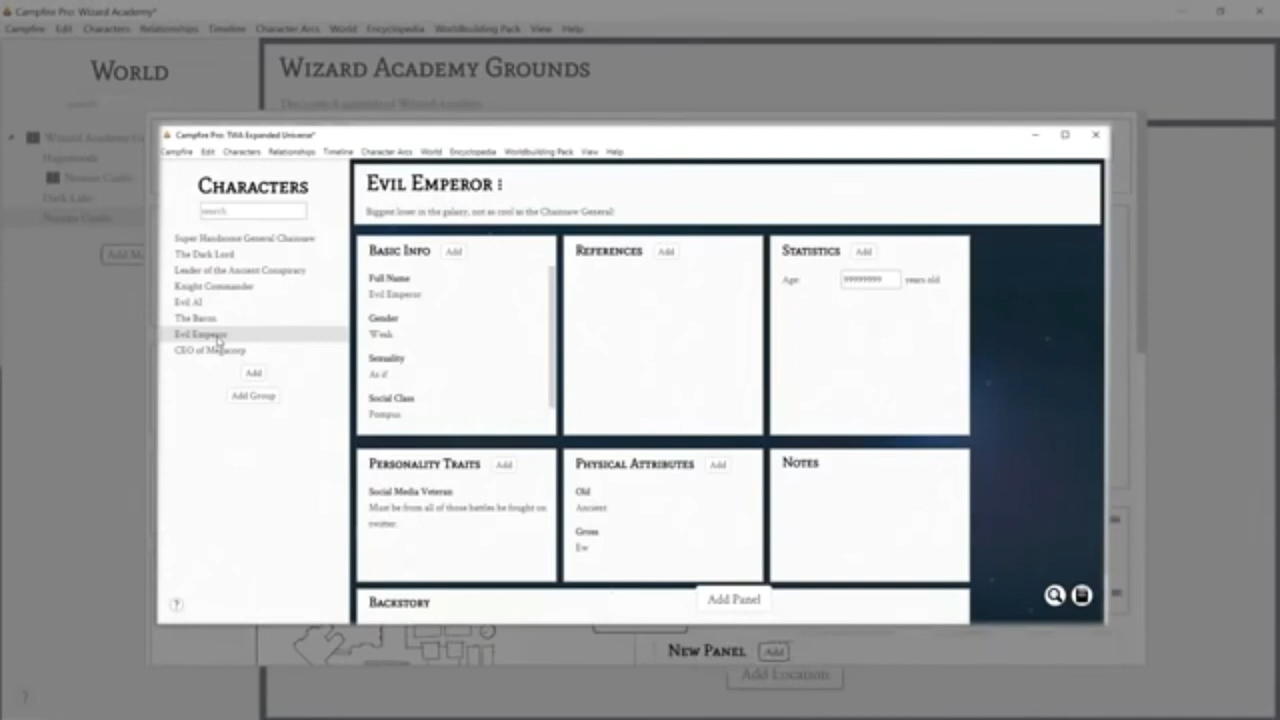 Campfire Pro: Wizard Academy*
Campfire Edit Characters Relationships Timeline Character Arcs World Encyclopedia Worldbuilding Pack View Help
World
search
Wizard Academy Grounds
Wizard Academy
Dark Lake
Campfire Pro: TWA Expanded Universe*
Campfire Edit Characters Relationships Timeline Character Arcs World Encyclopedia Worldbuilding Pack View Help
Characters
search
Super Handsome General Chainsaw
The Dark Lord
Leader of the Ancient Conspiracy
Knight Commander
Evil AI
The Baron
Evil Emperor
CEO of Megacorp
Add
Add Group
?
Evil Emperor
Biggest loser in the galaxy, not as cool as the Chainsaw General!
Basic Info Add
Full Name
Evil Emperor
Gender
Weak
Sexuality
As if
Social Class
Pompus
References Add
Statistics Add
Age: 99999999 years old
Personality Traits Add
Social Media Veteran
Must be from all of those battles he fought on
twitter.
Physical Attributes Add
Old
Ancient
Gross
Ew
Notes
Backstory
Add Panel
New Panel Add
Add Location
?